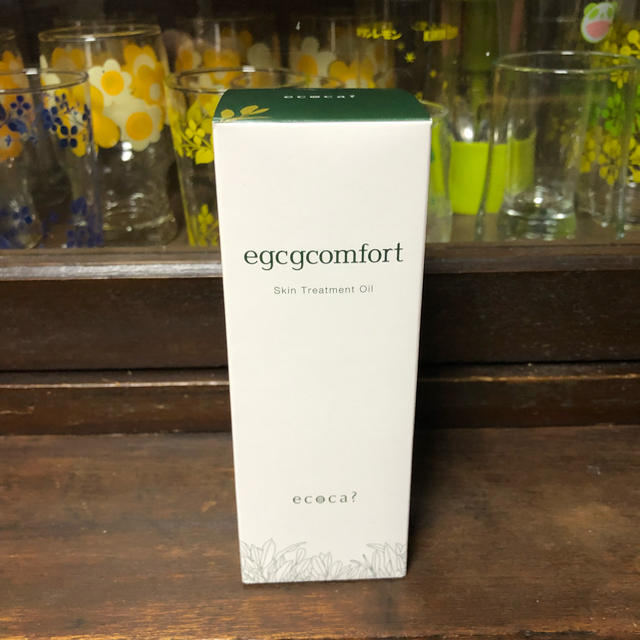 ecoca?
egcgcomfort
Skin Treatment Oil
ecoca?